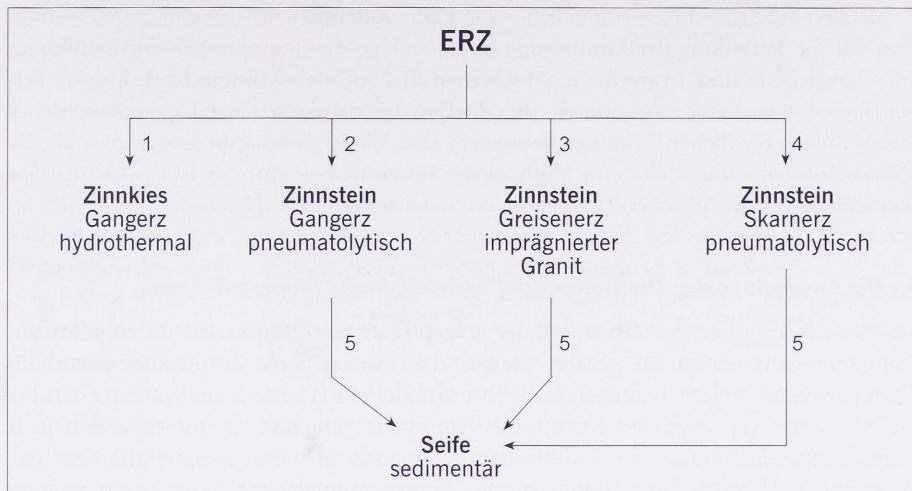 ERZ
1
2
3
4
Zinnkies
Gangerz
hydrothermal
Zinnstein
Gangerz
pneumatolytisch
Zinnstein
Greisenerz
imprägnierter
Granit
Zinnstein
Skarnerz
pneumatolytisch
5
5
5
Seife
sedimentär